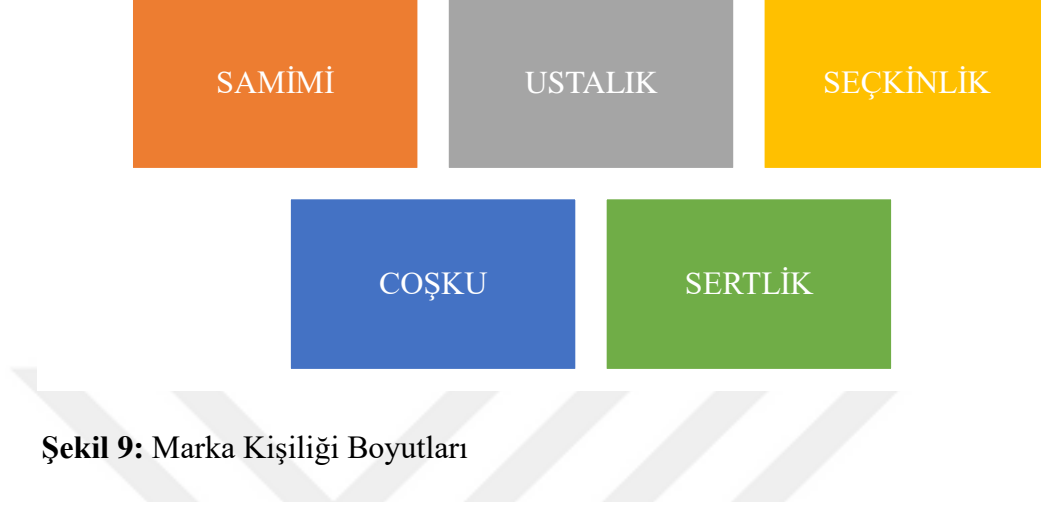 SAMİMİ
USTALIK
SEÇKİNLİK
COŞKU
SERTLİK
Şekil 9: Marka Kişiliği Boyutları